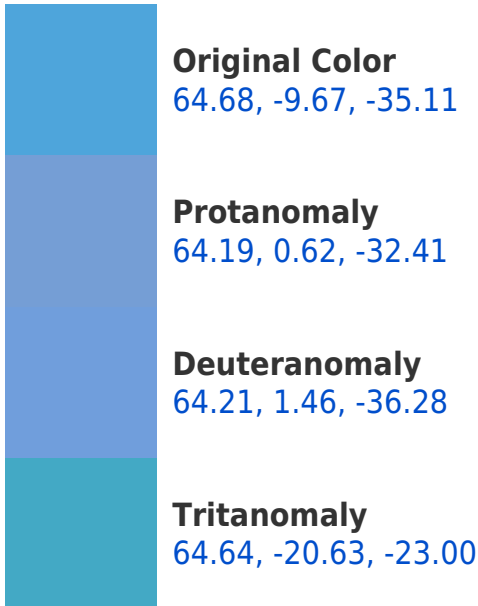 Original Color
64.68, -9.67, -35.11
Protanomaly
64.19, 0.62, -32.41
Deuteranomaly
64.21, 1.46, -36.28
Tritanomaly
64.64, -20.63, -23.00